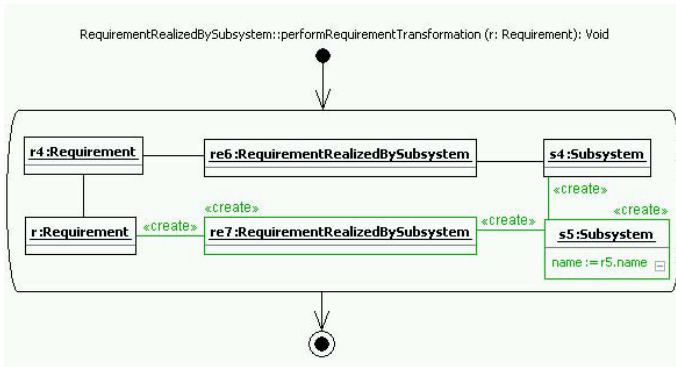 RequirementRealizedBySubsystem::performRequirementTransformation (r: Requirement): Void
r4:Requirement
re6:RequirementRealizedBySubsystem
s4:Subsystem
«create»
«create»
«create»
r:Requirement
«create»
re7:RequirementRealizedBySubsystem
«create»
s5:Subsystem
name := r5.name